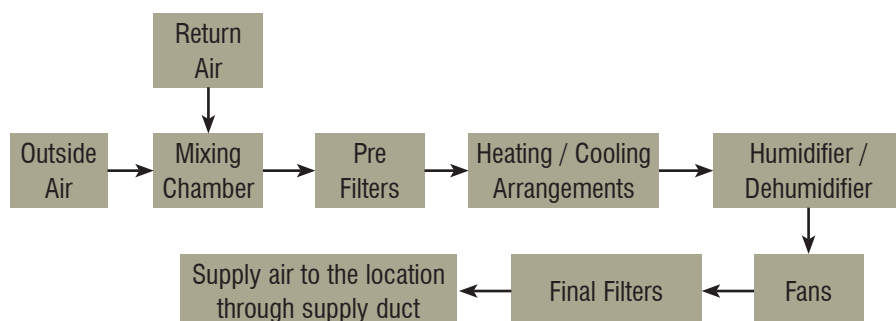 Return
Air
Outside
Air
Mixing
Chamber
Pre
Filters
Heating / Cooling
Arrangements
Humidifier /
Dehumidifier
Supply air to the location
through supply duct
Final Filters
Fans